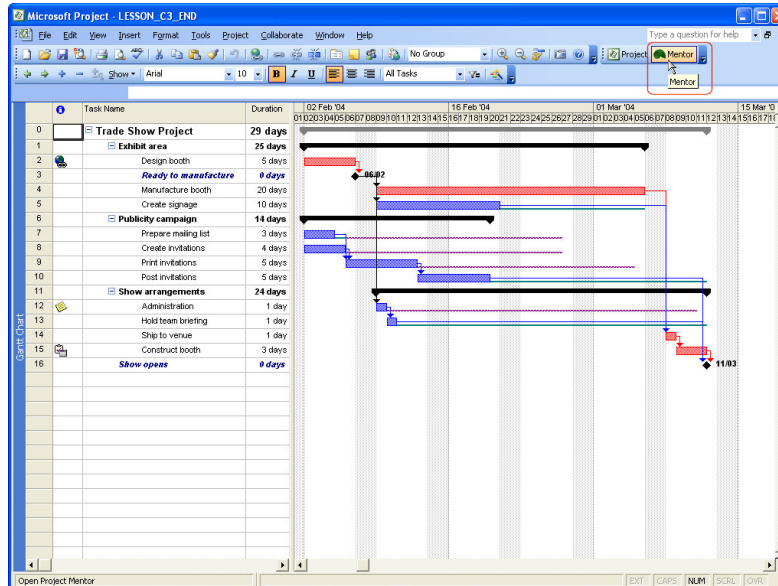 Microsoft Project - LESSON_C3_END
File Edit View Insert Format Tools Project Collaborate Window Help
Type a question for help
No Group
Project
Mentor
Show
Arial
10
B I U
All Tasks
Mentor
Task Name
Duration
02 Feb '04
16 Feb '04
01 Mar '04
15 Mar '0
0 Trade Show Project 29 days
1 Exhibit area 25 days
2 Design booth 5 days
3 Ready to manufacture 0 days 06/02
4 Manufacture booth 20 days
5 Create signage 10 days
6 Publicity campaign 14 days
7 Prepare mailing list 3 days
8 Create invitations 4 days
9 Print invitations 5 days
10 Post invitations 5 days
11 Show arrangements 24 days
12 Administration 1 day
13 Hold team briefing 1 day
14 Ship to venue 1 day
15 Construct booth 3 days
16 Show opens 0 days 11/03
Gantt Chart
Open Project Mentor
EXT CAPS NUM SCRL OVR